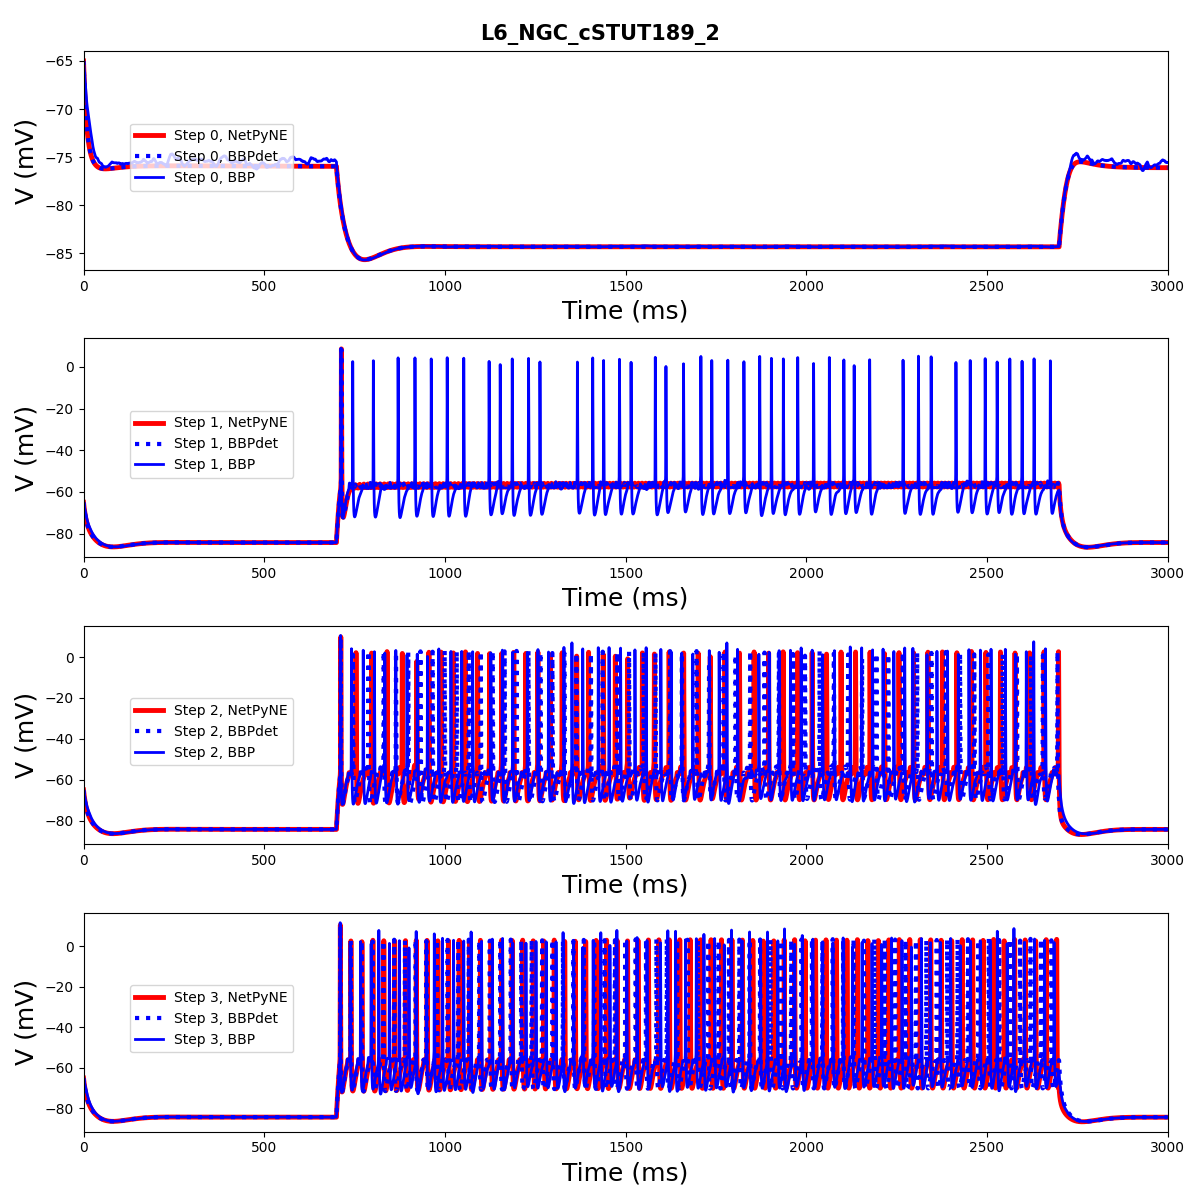 L6_NGC_cSTUT189_2
−65
−70
−75
−80
−85
V (mV)
Step 0, NetPyNE
Step 0, BBPdet
Step 0, BBP
0 500 1000 1500 2000 2500 3000
Time (ms)
0
−20
−40
−60
−80
V (mV)
Step 1, NetPyNE
Step 1, BBPdet
Step 1, BBP
0 500 1000 1500 2000 2500 3000
Time (ms)
0
−20
−40
−60
−80
V (mV)
Step 2, NetPyNE
Step 2, BBPdet
Step 2, BBP
0 500 1000 1500 2000 2500 3000
Time (ms)
0
−20
−40
−60
−80
V (mV)
Step 3, NetPyNE
Step 3, BBPdet
Step 3, BBP
0 500 1000 1500 2000 2500 3000
Time (ms)